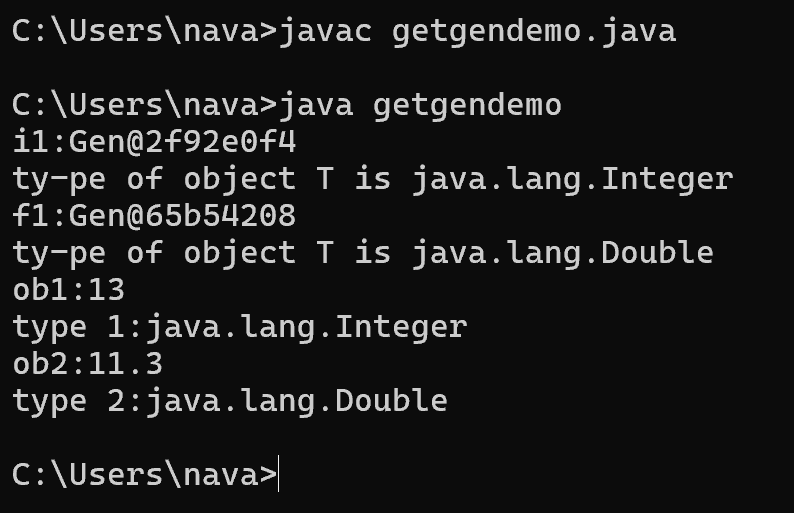 C:\Users\nava>javac getgendemo.java
C:\Users\nava>java getgendemo
i1:Gen@2f92e0f4
ty-pe of object T is java.lang.Integer
f1:Gen@65b54208
ty-pe of object T is java.lang.Double
ob1:13
type 1:java.lang.Integer
ob2:11.3
type 2:java.lang.Double
C:\Users\nava>